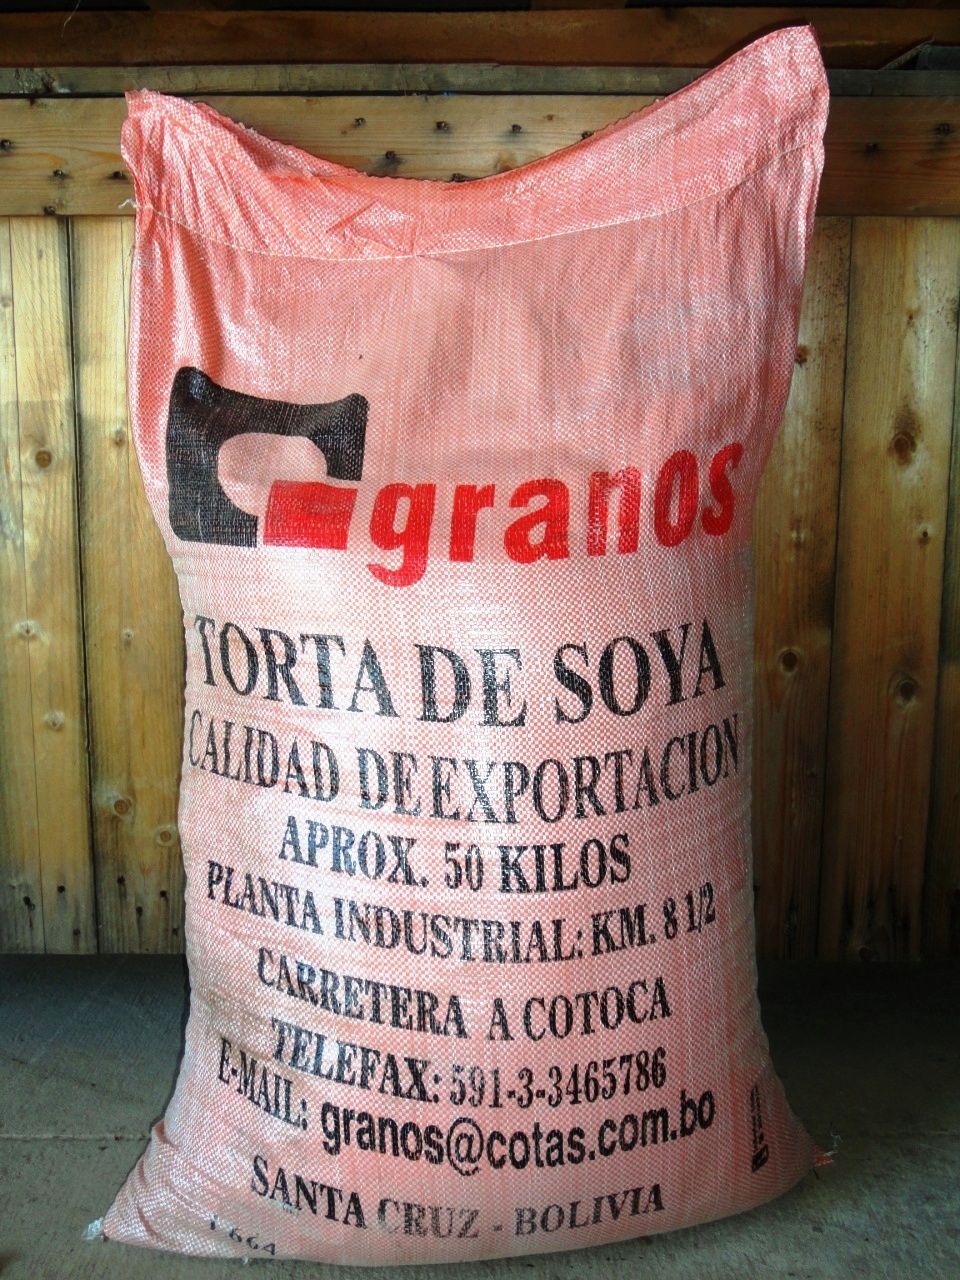 granos
TORTA DE SOYA
CALIDAD DE EXPORTACION
APROX. 50 KILOS
PLANTA INDUSTRIAL: KM. 8 1/2
CARRETERA A COTOCA
TELEFAX: 591-3-3465786
E-MAIL: granos@cotas.com.bo
SANTA CRUZ - BOLIVIA